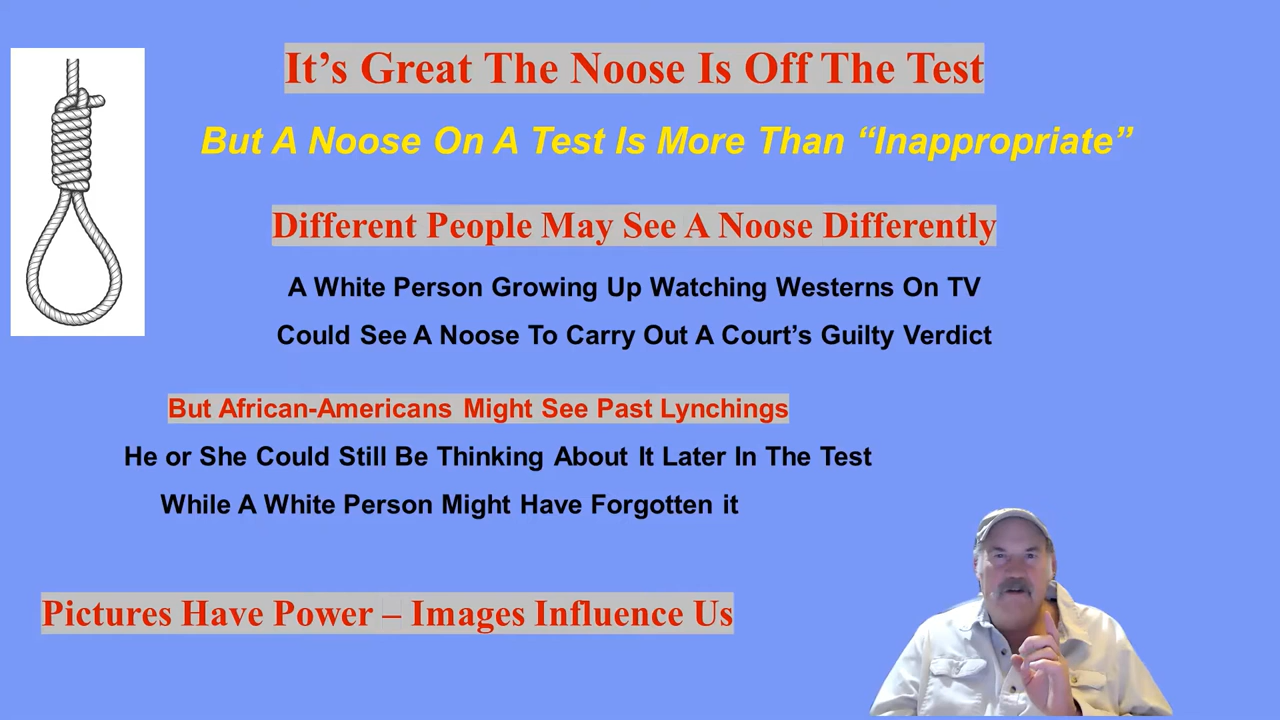 It’s Great The Noose Is Off The Test
But A Noose On A Test Is More Than “Inappropriate”
Different People May See A Noose Differently
A White Person Growing Up Watching Westerns On TV
Could See A Noose To Carry Out A Court’s Guilty Verdict
But African-Americans Might See Past Lynchings
He or She Could Still Be Thinking About It Later In The Test
While A White Person Might Have Forgotten it
Pictures Have Power – Images Influence Us